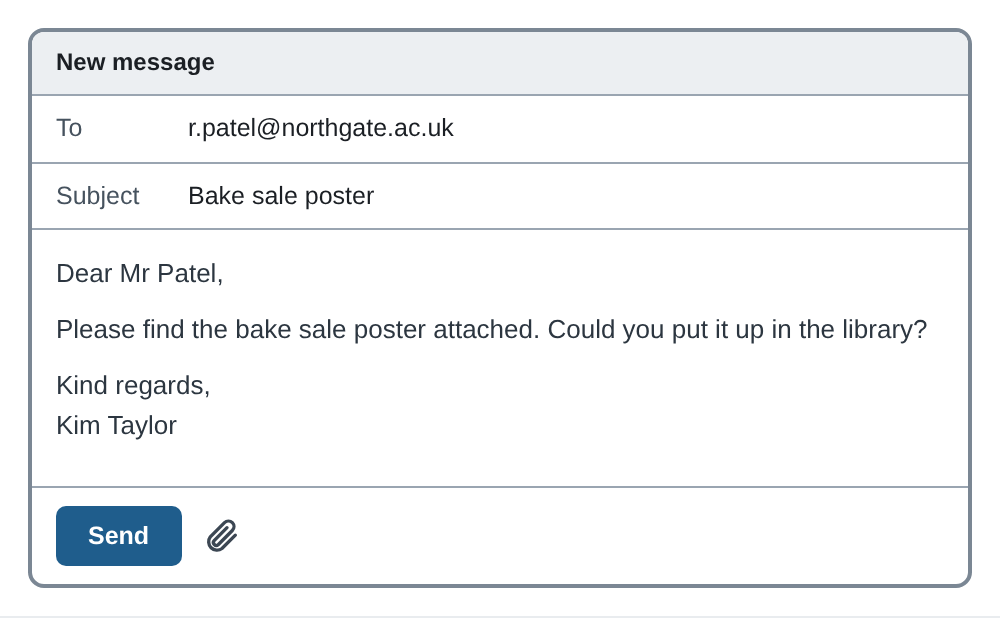 New message
To r.patel@northgate.ac.uk
Subject Bake sale poster
Dear Mr Patel,
Please find the bake sale poster attached. Could you put it up in the library?
Kind regards,
Kim Taylor
Send